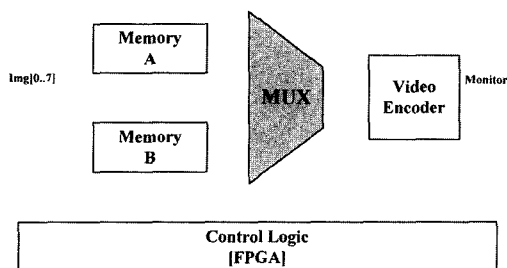 Memory
A
Img[0..7]
MUX
Video
Encoder
Monitor
Memory
B
Control Logic
[FPGA]